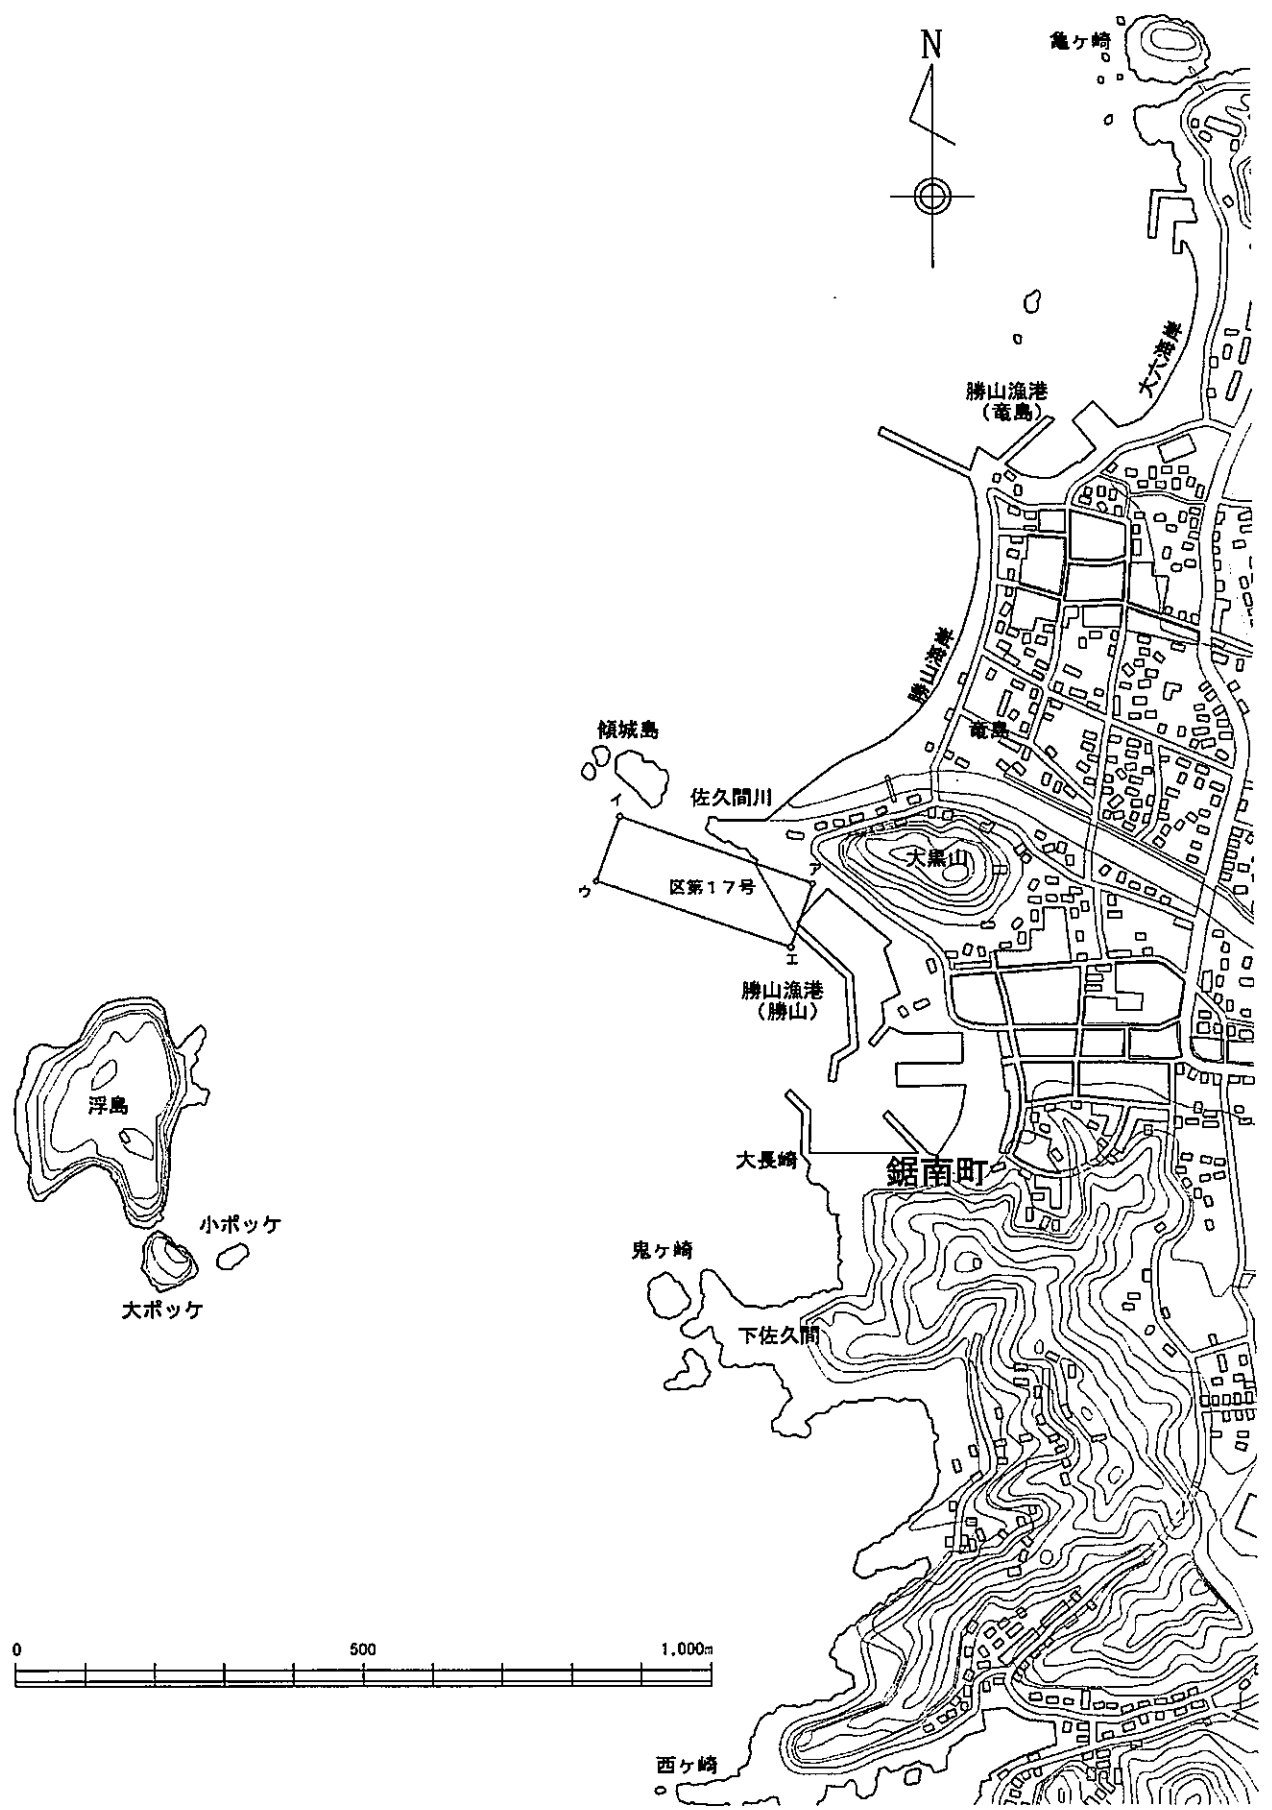 N
亀ヶ崎
大六海岸
勝山漁港
（竜島）
勝山海岸
傾城島
竜島
佐久間川
イ
大黒山
ア
区第１７号
ウ
エ
勝山漁港
（勝山）
浮島
大長崎
鋸南町
小ポッケ
鬼ヶ崎
大ポッケ
下佐久間
0 500 1,000m
西ヶ崎